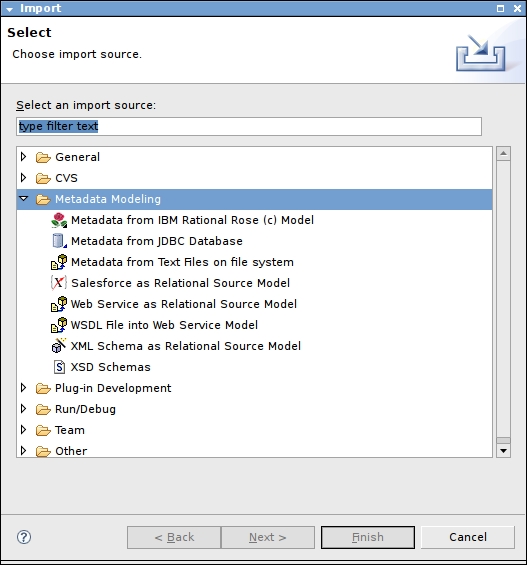 Import
Select
Choose import source.
Select an import source:
type filter text
General
CVS
Metadata Modeling
Metadata from IBM Rational Rose (c) Model
Metadata from JDBC Database
Metadata from Text Files on file system
Salesforce as Relational Source Model
Web Service as Relational Source Model
WSDL File into Web Service Model
XML Schema as Relational Source Model
XSD Schemas
Plug-in Development
Run/Debug
Team
Other
< Back Next > Finish Cancel